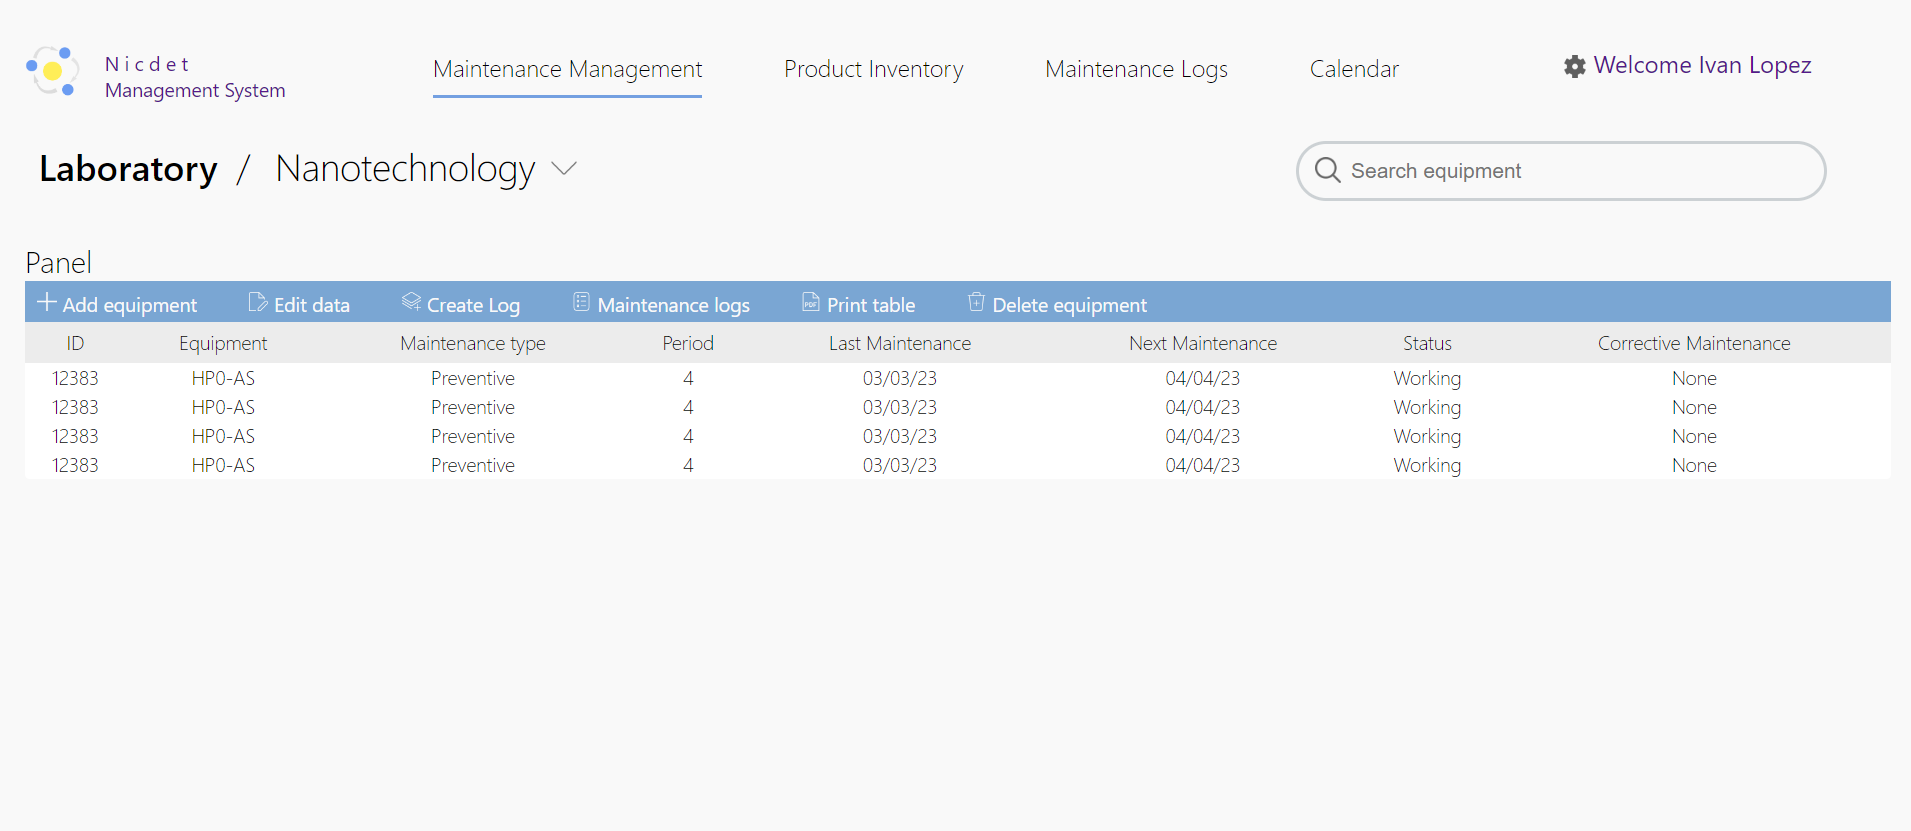 Nicdet
Management System
Maintenance Management
Product Inventory
Maintenance Logs
Calendar
Welcome Ivan Lopez
Laboratory / Nanotechnology
Search equipment
Panel
Add equipment Edit data Create Log Maintenance logs PDF Print table Delete equipment
ID Equipment Maintenance type Period Last Maintenance Next Maintenance Status Corrective Maintenance
12383 HP0-AS Preventive 4 03/03/23 04/04/23 Working None
12383 HP0-AS Preventive 4 03/03/23 04/04/23 Working None
12383 HP0-AS Preventive 4 03/03/23 04/04/23 Working None
12383 HP0-AS Preventive 4 03/03/23 04/04/23 Working None